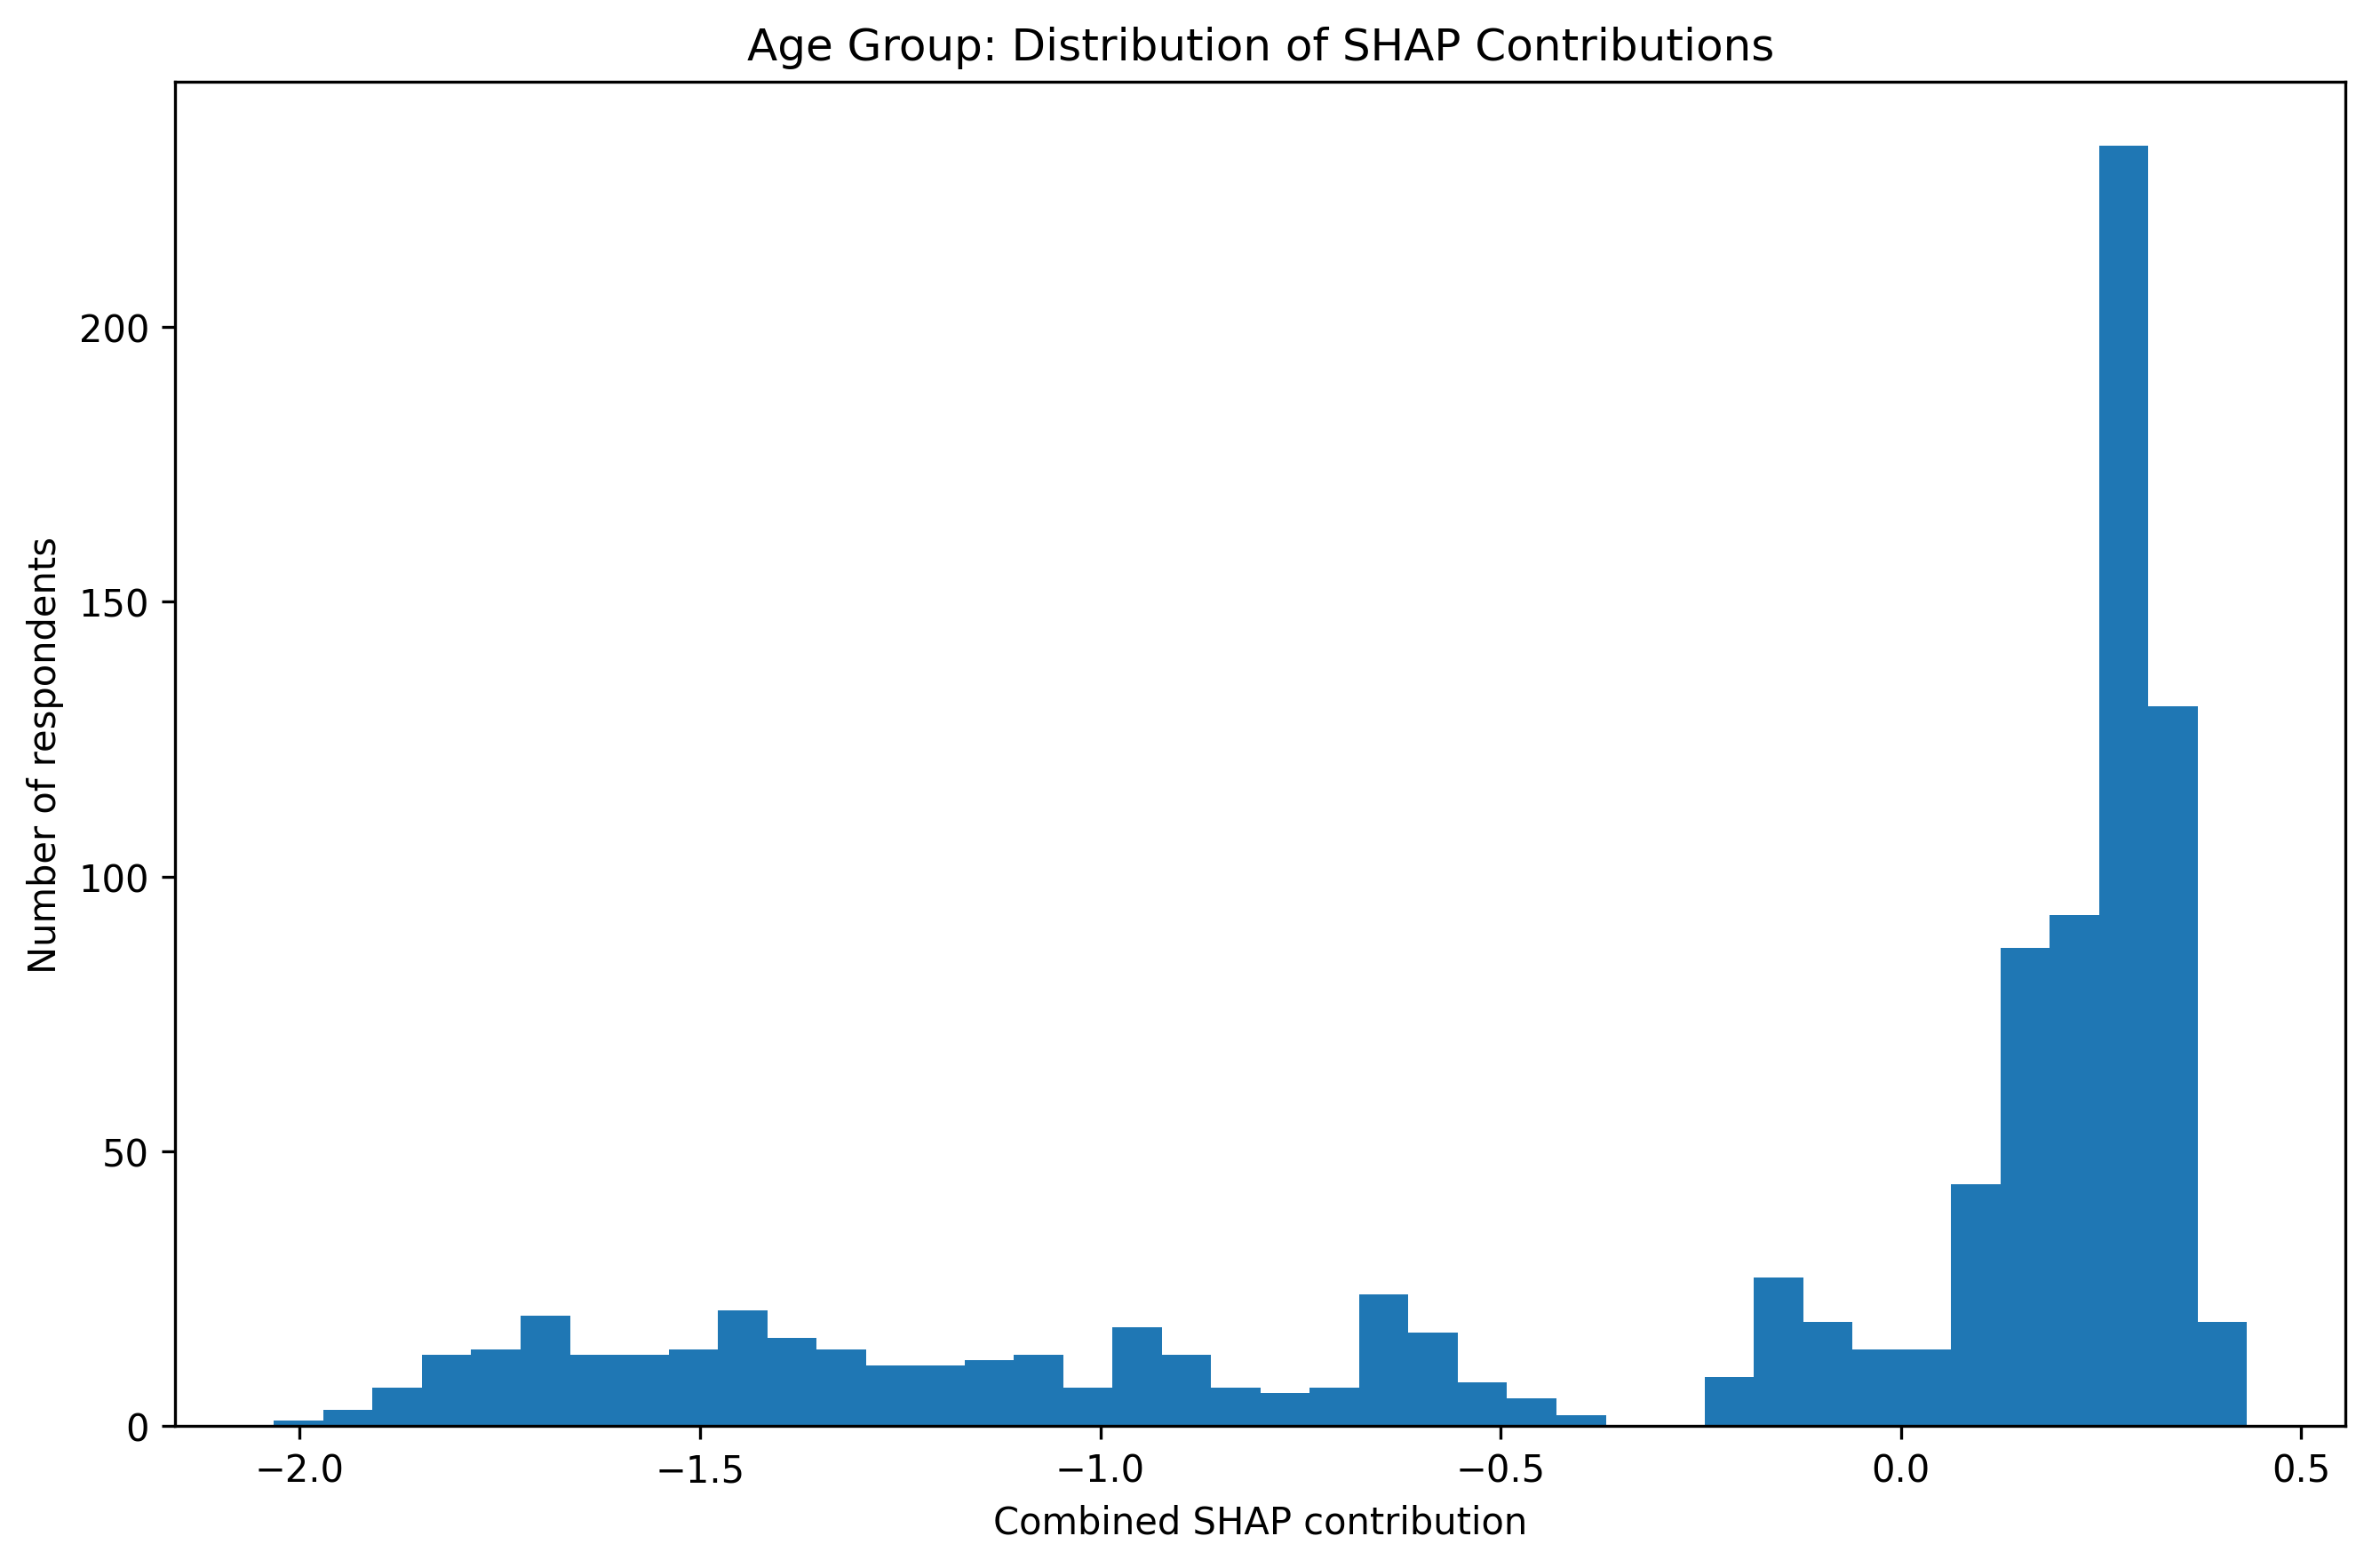 Age Group: Distribution of SHAP Contributions
Number of respondents
200
150
100
50
0
−2.0 −1.5 −1.0 −0.5 0.0 0.5
Combined SHAP contribution